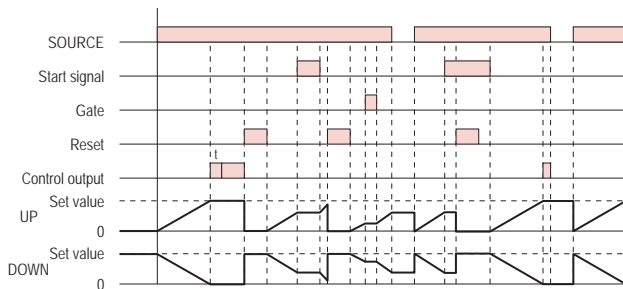 SOURCE
Start signal
Gate
Reset
t
Control output
Set value
UP
0
Set value
DOWN
0